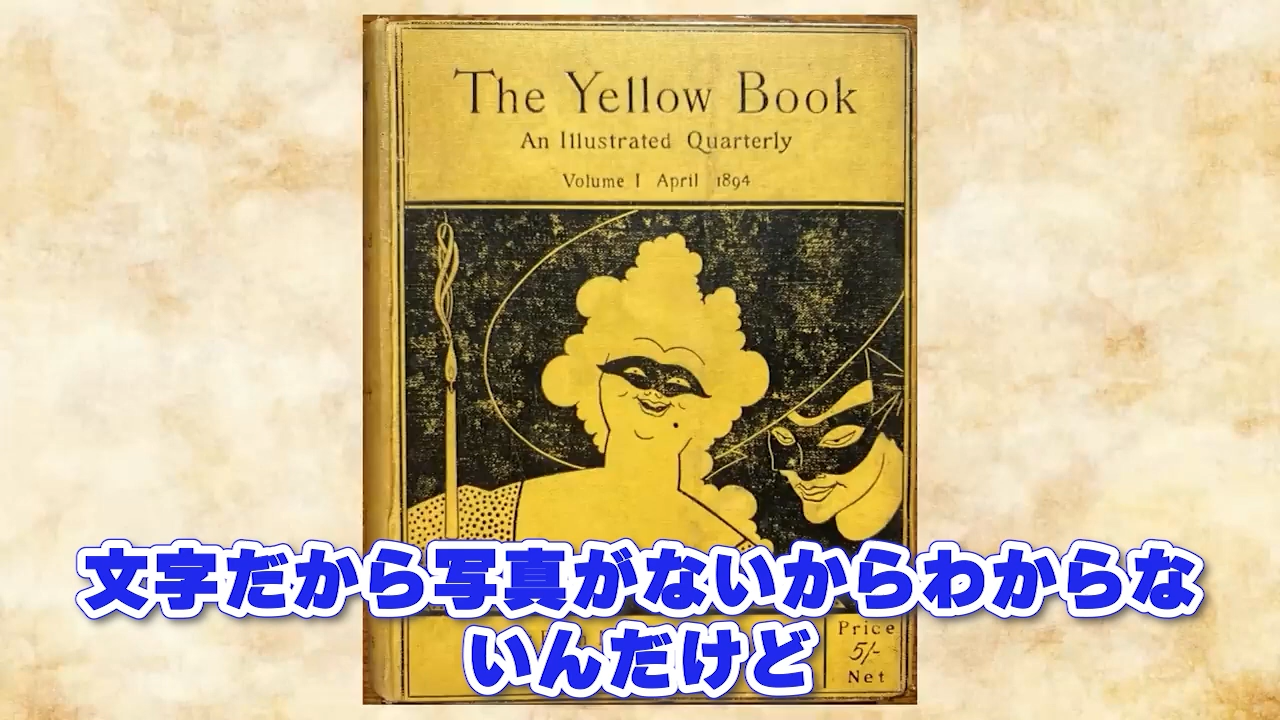 The Yellow Book
An Illustrated Quarterly
Volume I April 1894
文字だから写真がないからわからな
いんだけど
Price
5/-
Net